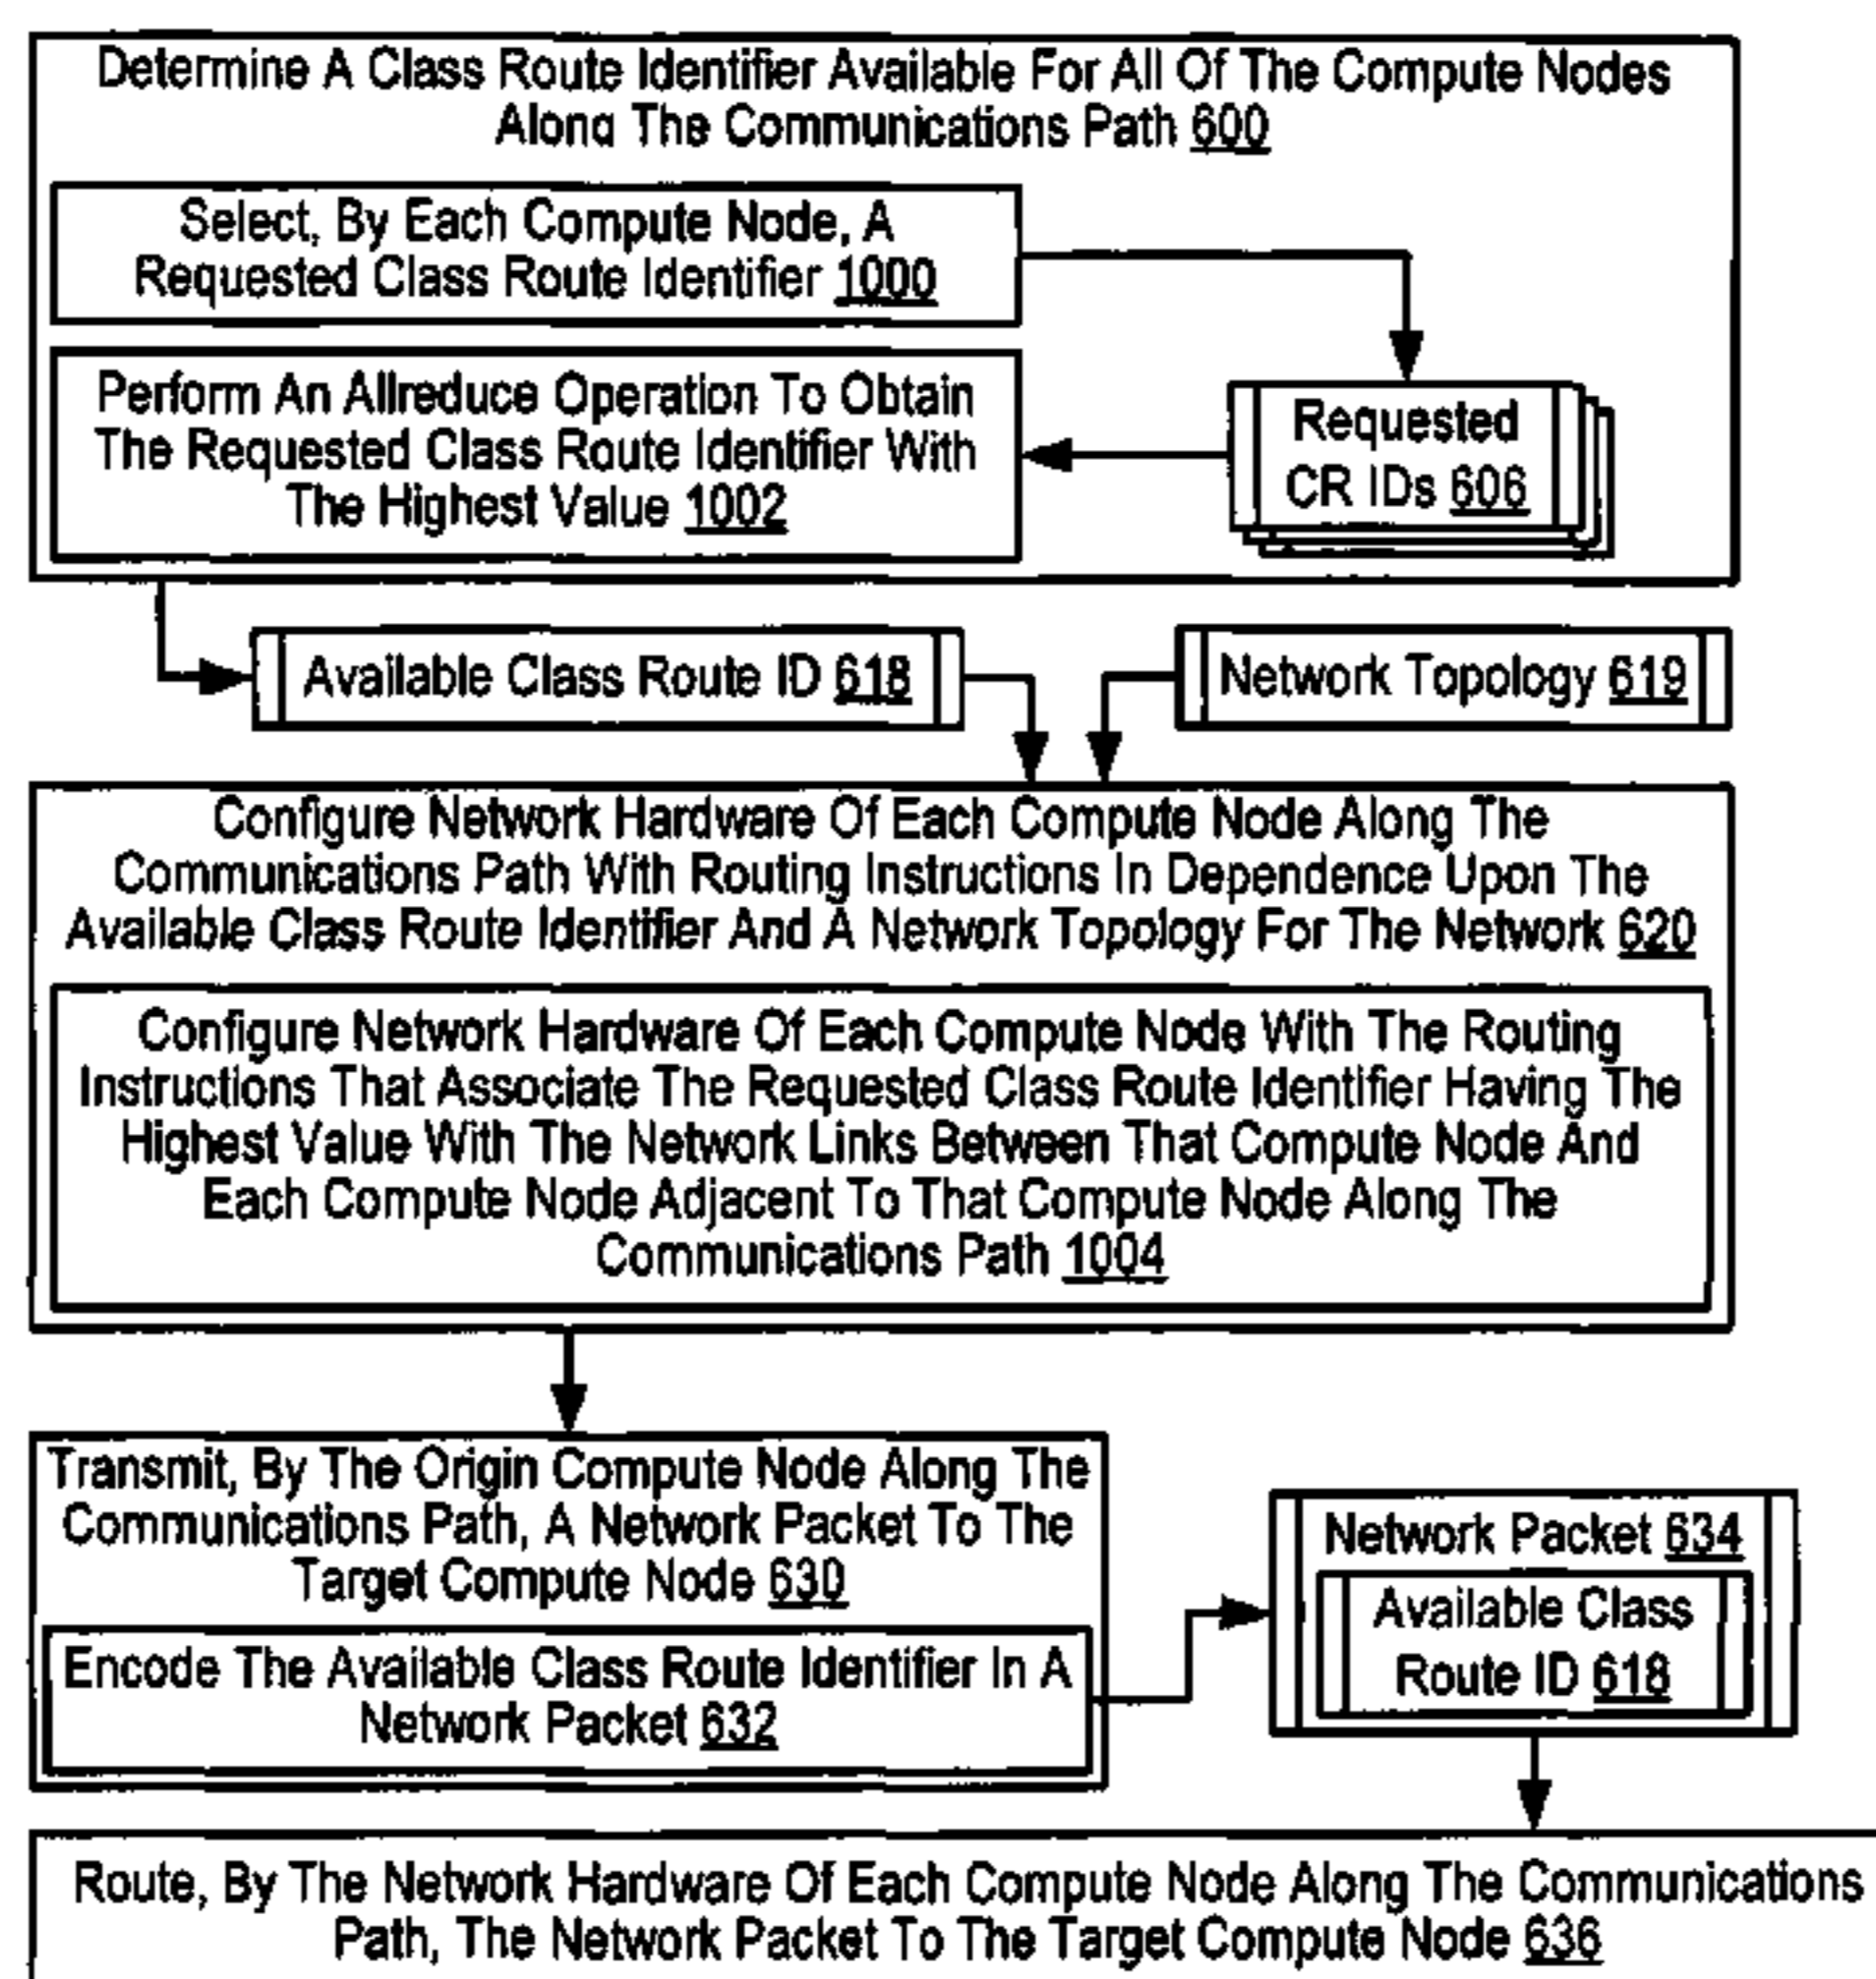 Determine A Class Route Identifier Available For All Of The Compute Nodes
Along The Communications Path 600
Select, By Each Compute Node, A
Requested Class Route Identifier 1000
Perform An Allreduce Operation To Obtain
The Requested Class Route Identifier With
The Highest Value 1002
Requested
CR IDs 606
Available Class Route ID 618
Network Topology 619
Configure Network Hardware Of Each Compute Node Along The
Communications Path With Routing Instructions In Dependence Upon The
Available Class Route Identifier And A Network Topology For The Network 620
Configure Network Hardware Of Each Compute Node With The Routing
Instructions That Associate The Requested Class Route Identifier Having The
Highest Value With The Network Links Between That Compute Node And
Each Compute Node Adjacent To That Compute Node Along The
Communications Path 1004
Transmit, By The Origin Compute Node Along The
Communications Path, A Network Packet To The
Target Compute Node 630
Encode The Available Class Route Identifier In A
Network Packet 632
Network Packet 634
Available Class
Route ID 618
Route, By The Network Hardware Of Each Compute Node Along The Communications
Path, The Network Packet To The Target Compute Node 636